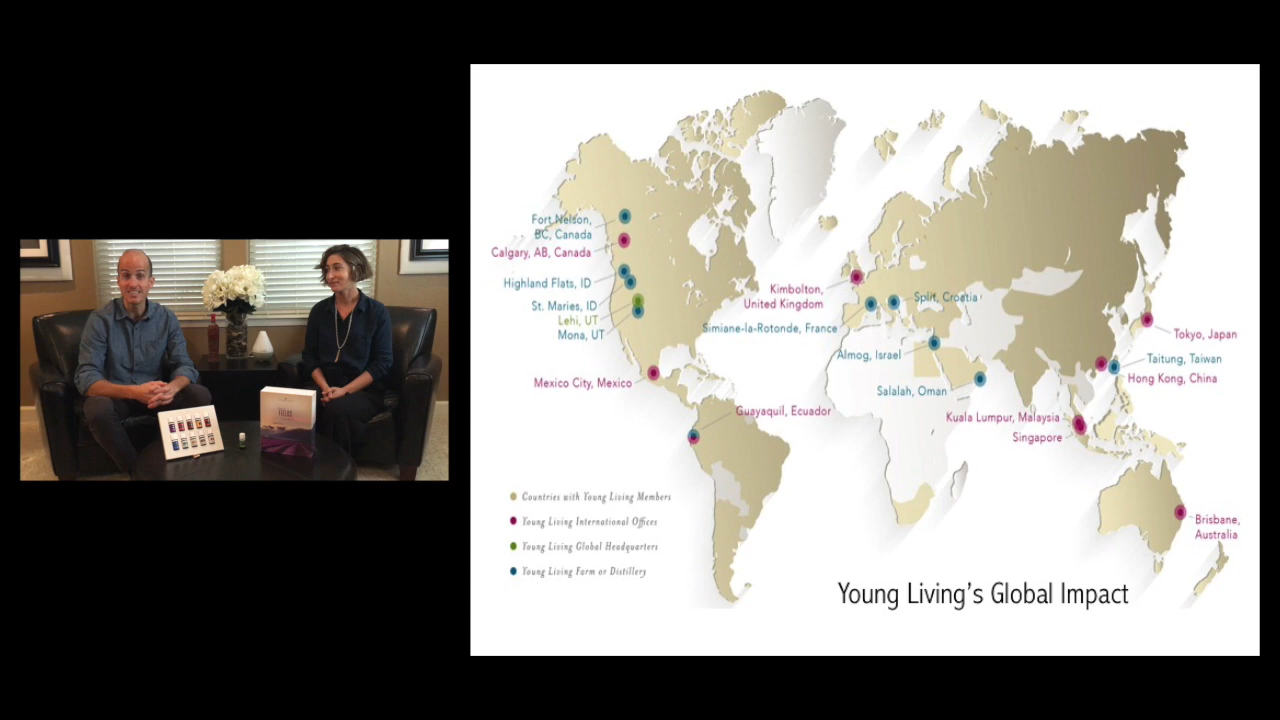 Fort Nelson,
BC, Canada
Calgary, AB, Canada
Highland Flats, ID
St. Maries, ID
Lehi, UT
Mona, UT
Mexico City, Mexico
Guayaquil, Ecuador
Kimbolton,
United Kingdom
Split, Croatia
Simiane-la-Rotonde, France
Almog, Israel
Salalah, Oman
Tokyo, Japan
Taitung, Taiwan
Hong Kong, China
Kuala Lumpur, Malaysia
Singapore
Brisbane,
Australia
Countries with Young Living Members
Young Living International Offices
Young Living Global Headquarters
Young Living Farm or Distillery
Young Living's Global Impact